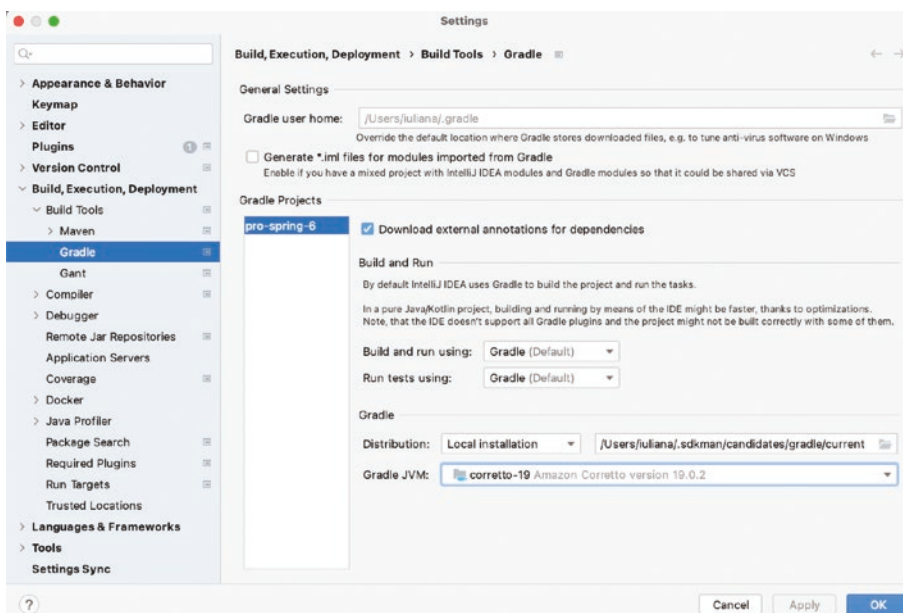 Settings
Build, Execution, Deployment > Build Tools > Gradle
> Appearance & Behavior
Keymap
> Editor
Plugins 1
> Version Control
Build, Execution, Deployment
Build Tools
> Maven
Gradle
Gant
> Compiler
> Debugger
Remote Jar Repositories
Application Servers
Coverage
> Docker
> Java Profiler
Package Search
Required Plugins
Run Targets
Trusted Locations
> Languages & Frameworks
> Tools
Settings Sync
General Settings
Gradle user home: /Users/iuliana/.gradle
Override the default location where Gradle stores downloaded files, e.g. to tune anti-virus software on Windows
Generate *.iml files for modules imported from Gradle
Enable if you have a mixed project with IntelliJ IDEA modules and Gradle modules so that it could be shared via VCS
Gradle Projects
pro-spring-6
Download external annotations for dependencies
Build and Run
By default IntelliJ IDEA uses Gradle to build the project and run the tasks.
In a pure Java/Kotlin project, building and running by means of the IDE might be faster, thanks to optimizations.
Note, that the IDE doesn't support all Gradle plugins and the project might not be built correctly with some of them.
Build and run using: Gradle (Default)
Run tests using: Gradle (Default)
Gradle
Distribution: Local installation /Users/iuliana/.sdkman/candidates/gradle/current
Gradle JVM: corretto-19 Amazon Corretto version 19.0.2
? Cancel Apply OK